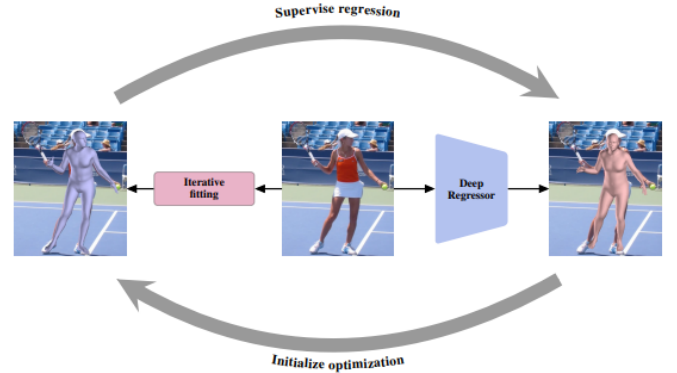 Supervise regression
Iterative
fitting
Deep
Regressor
Initialize optimization